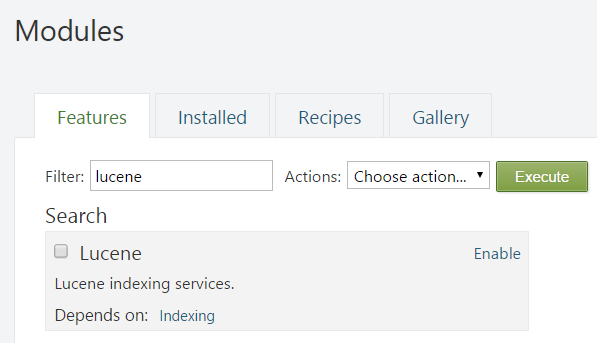 Modules
Features Installed Recipes Gallery
Filter: lucene Actions: Choose action... Execute
Search
Lucene Enable
Lucene indexing services.
Depends on: Indexing